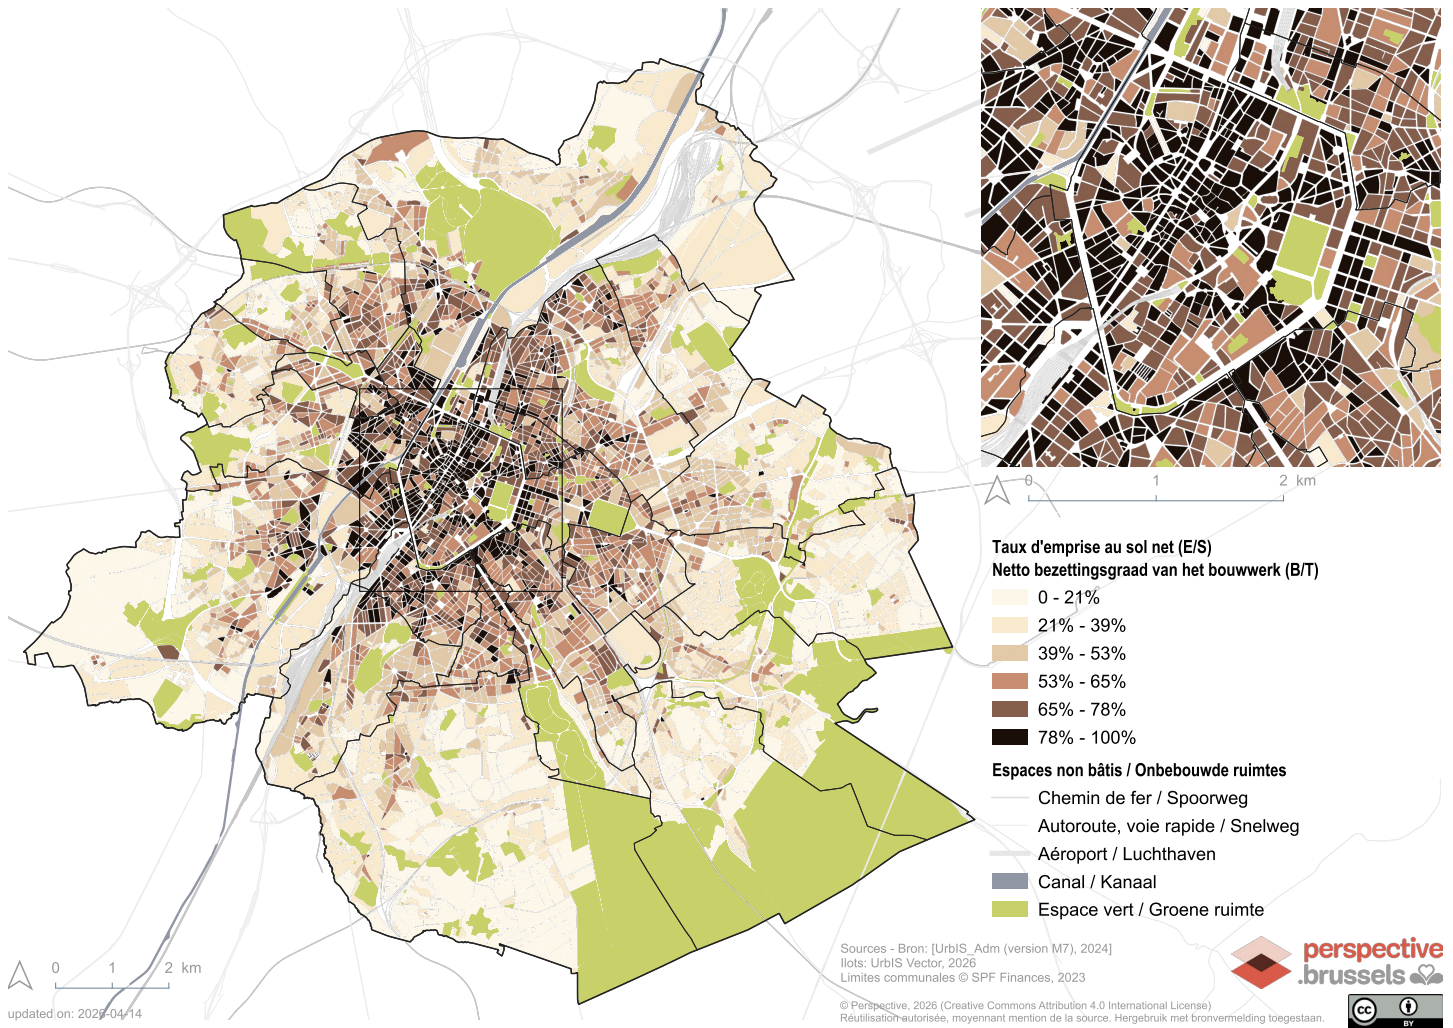 0 1 2 km
Taux d'emprise au sol net (E/S)
Netto bezettingsgraad van het bouwwerk (B/T)
0 - 21%
21% - 39%
39% - 53%
53% - 65%
65% - 78%
78% - 100%
Espaces non bâtis / Onbebouwde ruimtes
Chemin de fer / Spoorweg
Autoroute, voie rapide / Snelweg
Aéroport / Luchthaven
Canal / Kanaal
Espace vert / Groene ruimte
Sources - Bron: [UrbIS_Adm (version M7), 2024]
Ilots: UrbIS Vector, 2026
Limites communales © SPF Finances, 2023
perspective
.brussels
0 1 2 km
updated on: 2026-04-14
© Perspective, 2026 (Creative Commons Attribution 4.0 International License)
Réutilisation autorisée, moyennant mention de la source. Hergebruik met bronvermelding toegestaan.
cc
BY